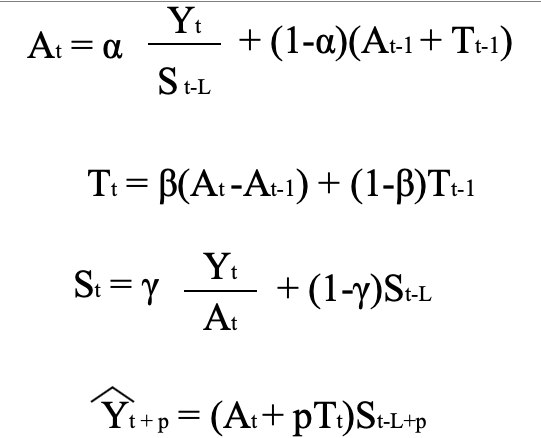 At = α Yt / S t-L + (1-α)(At-1 + Tt-1)
Tt = β(At -At-1) + (1-β)Tt-1
St = γ Yt / At + (1-γ)St-L
Ŷt + p = (At + pTt)St-L+p